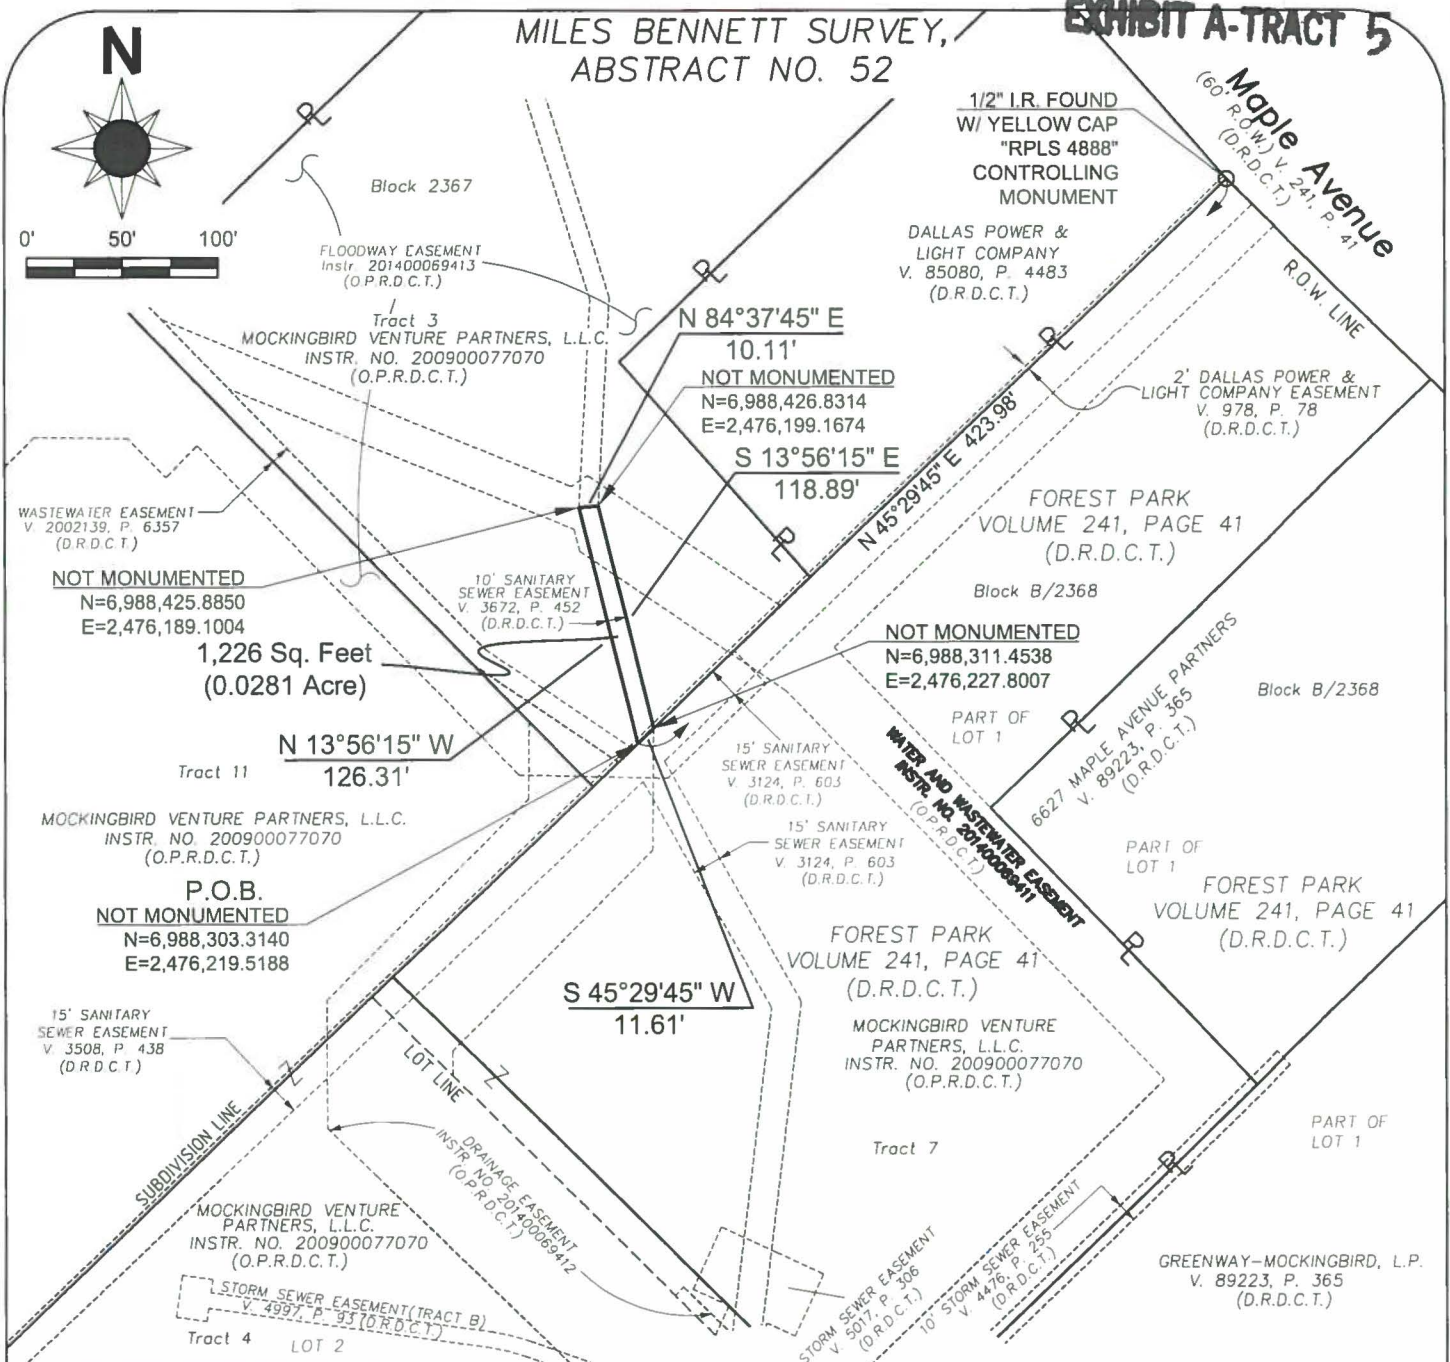 EXHIBIT A-TRACT 5
MILES BENNETT SURVEY,
ABSTRACT NO. 52
N
0' 50' 100'
Block 2367
FLOODWAY EASEMENT
Instr. 201400069413
(O.P.R.D.C.T.)
Tract 3
MOCKINGBIRD VENTURE PARTNERS, L.L.C.
INSTR. NO. 200900077070
(O.P.R.D.C.T.)
1/2" I.R. FOUND
W/ YELLOW CAP
"RPLS 4888"
CONTROLLING
MONUMENT
Maple Avenue
(60' R.O.W.) V. 241, P. 41
(D.R.D.C.T.)
R.O.W. LINE
DALLAS POWER &
LIGHT COMPANY
V. 85080, P. 4483
(D.R.D.C.T.)
PL
PL
PL
PL
N 84°37'45" E
10.11'
NOT MONUMENTED
N=6,988,426.8314
E=2,476,199.1674
S 13°56'15" E
118.89'
N 45°29'45" E 423.98'
2' DALLAS POWER &
LIGHT COMPANY EASEMENT
V. 978, P. 78
(D.R.D.C.T.)
WASTEWATER EASEMENT
V. 2002139, P. 6357
(D.R.D.C.T.)
NOT MONUMENTED
N=6,988,425.8850
E=2,476,189.1004
10' SANITARY
SEWER EASEMENT
V. 3672, P. 452
(D.R.D.C.T.)
1,226 Sq. Feet
(0.0281 Acre)
FOREST PARK
VOLUME 241, PAGE 41
(D.R.D.C.T.)
Block B/2368
NOT MONUMENTED
N=6,988,311.4538
E=2,476,227.8007
PART OF
LOT 1
6627 MAPLE AVENUE PARTNERS
V. 89223, P. 365
(D.R.D.C.T.)
PL
Block B/2368
N 13°56'15" W
126.31'
Tract 11
MOCKINGBIRD VENTURE PARTNERS, L.L.C.
INSTR. NO. 200900077070
(O.P.R.D.C.T.)
15' SANITARY
SEWER EASEMENT
V. 3124, P. 603
(D.R.D.C.T.)
15' SANITARY
SEWER EASEMENT
V. 3124, P. 603
(D.R.D.C.T.)
WATER AND WASTEWATER EASEMENT
INSTR. NO. 201400089411
(O.P.R.D.C.T.)
PART OF
LOT 1
FOREST PARK
VOLUME 241, PAGE 41
(D.R.D.C.T.)
PL
P.O.B.
NOT MONUMENTED
N=6,988,303.3140
E=2,476,219.5188
FOREST PARK
VOLUME 241, PAGE 41
(D.R.D.C.T.)
MOCKINGBIRD VENTURE
PARTNERS, L.L.C.
INSTR. NO. 200900077070
(O.P.R.D.C.T.)
Tract 7
S 45°29'45" W
11.61'
15' SANITARY
SEWER EASEMENT
V. 3508, P. 438
(D.R.D.C.T.)
Z
Z
LOT LINE
SUBDIVISION LINE
DRAINAGE EASEMENT
INSTR. NO. 201400069412
(O.P.R.D.C.T.)
MOCKINGBIRD VENTURE
PARTNERS, L.L.C.
INSTR. NO. 200900077070
(O.P.R.D.C.T.)
STORM SEWER EASEMENT(TRACT B)
V. 4997, P. 93 (D.R.D.C.T.)
Tract 4
LOT 2
STORM SEWER EASEMENT
V. 5017, P. 306
(D.R.D.C.T.)
10' STORM SEWER EASEMENT
V. 4476, P. 255
(D.R.D.C.T.)
PL
PART OF
LOT 1
GREENWAY-MOCKINGBIRD, L.P.
V. 89223, P. 365
(D.R.D.C.T.)